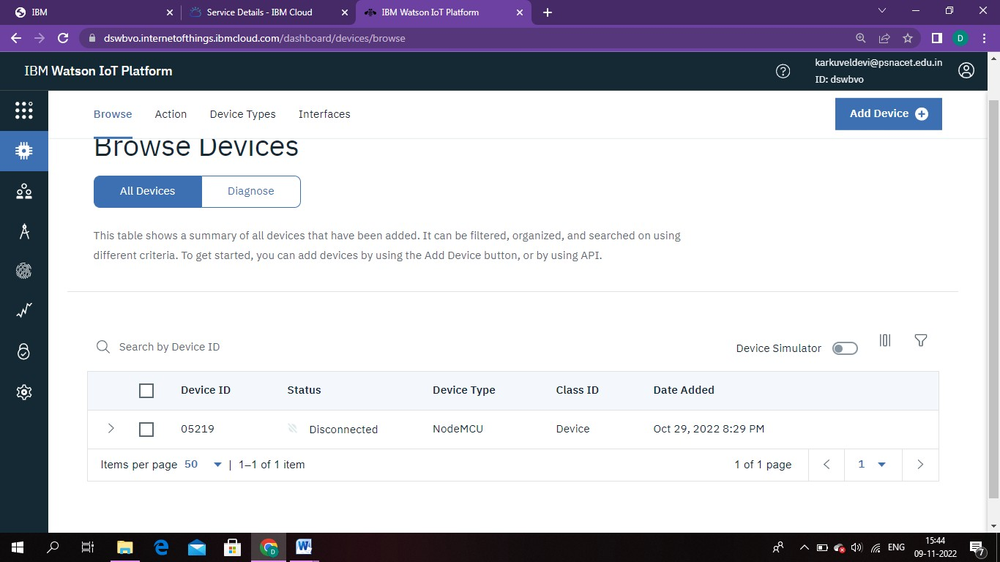 IBM
Service Details - IBM Cloud
IBM Watson IoT Platform
dswbvo.internetofthings.ibmcloud.com/dashboard/devices/browse
D
IBM Watson IoT Platform
karkuveldevi@psnacet.edu.in
ID: dswbvo
Browse
Action
Device Types
Interfaces
Add Device
Browse Devices
All Devices
Diagnose
This table shows a summary of all devices that have been added. It can be filtered, organized, and searched on using
different criteria. To get started, you can add devices by using the Add Device button, or by using API.
Search by Device ID
Device Simulator
Device ID Status Device Type Class ID Date Added
05219 Disconnected NodeMCU Device Oct 29, 2022 8:29 PM
Items per page 50 | 1–1 of 1 item
1 of 1 page
1
D
W
ENG
15:44
09-11-2022
7